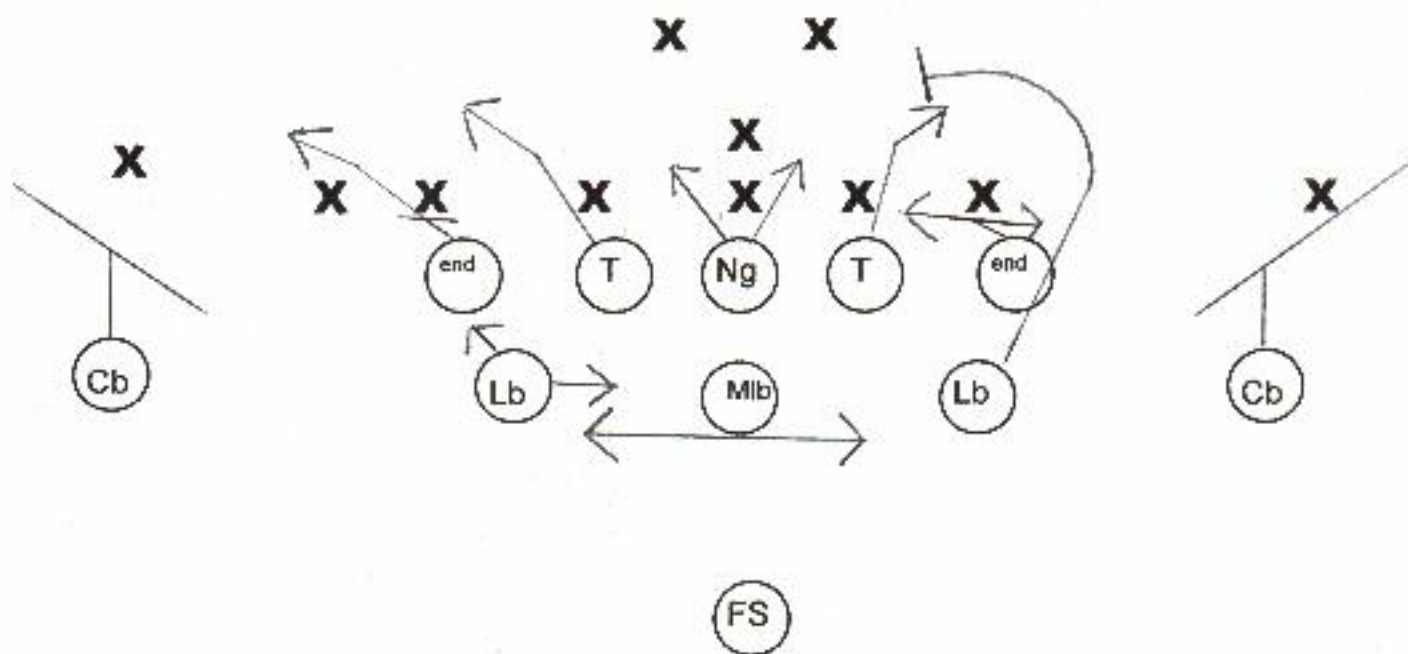 X X
X
X
X X X X X X X
end T Ng T end
Cb Lb Mlb Lb Cb
FS